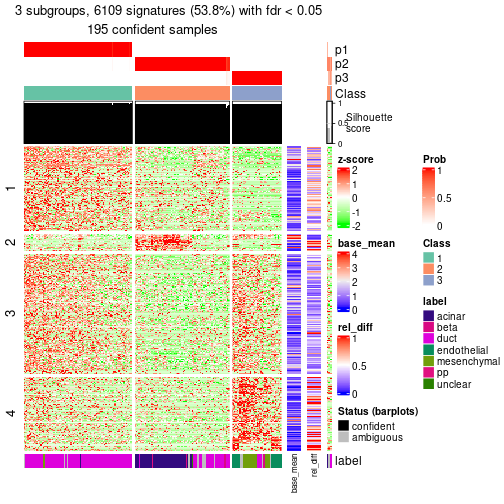 3 subgroups, 6109 signatures (53.8%) with fdr < 0.05
195 confident samples
p1
p2
p3
Class
1
0.5
0
Silhouette
score
1
2
3
4
z-score
2
1
0
-1
-2
base_mean
4
3
2
1
0
rel_diff
1
0.5
0
Status (barplots)
confident
ambiguous
Prob
1
0.5
0
Class
1
2
3
label
acinar
beta
duct
endothelial
mesenchymal
pp
unclear
base_mean
rel_diff
label